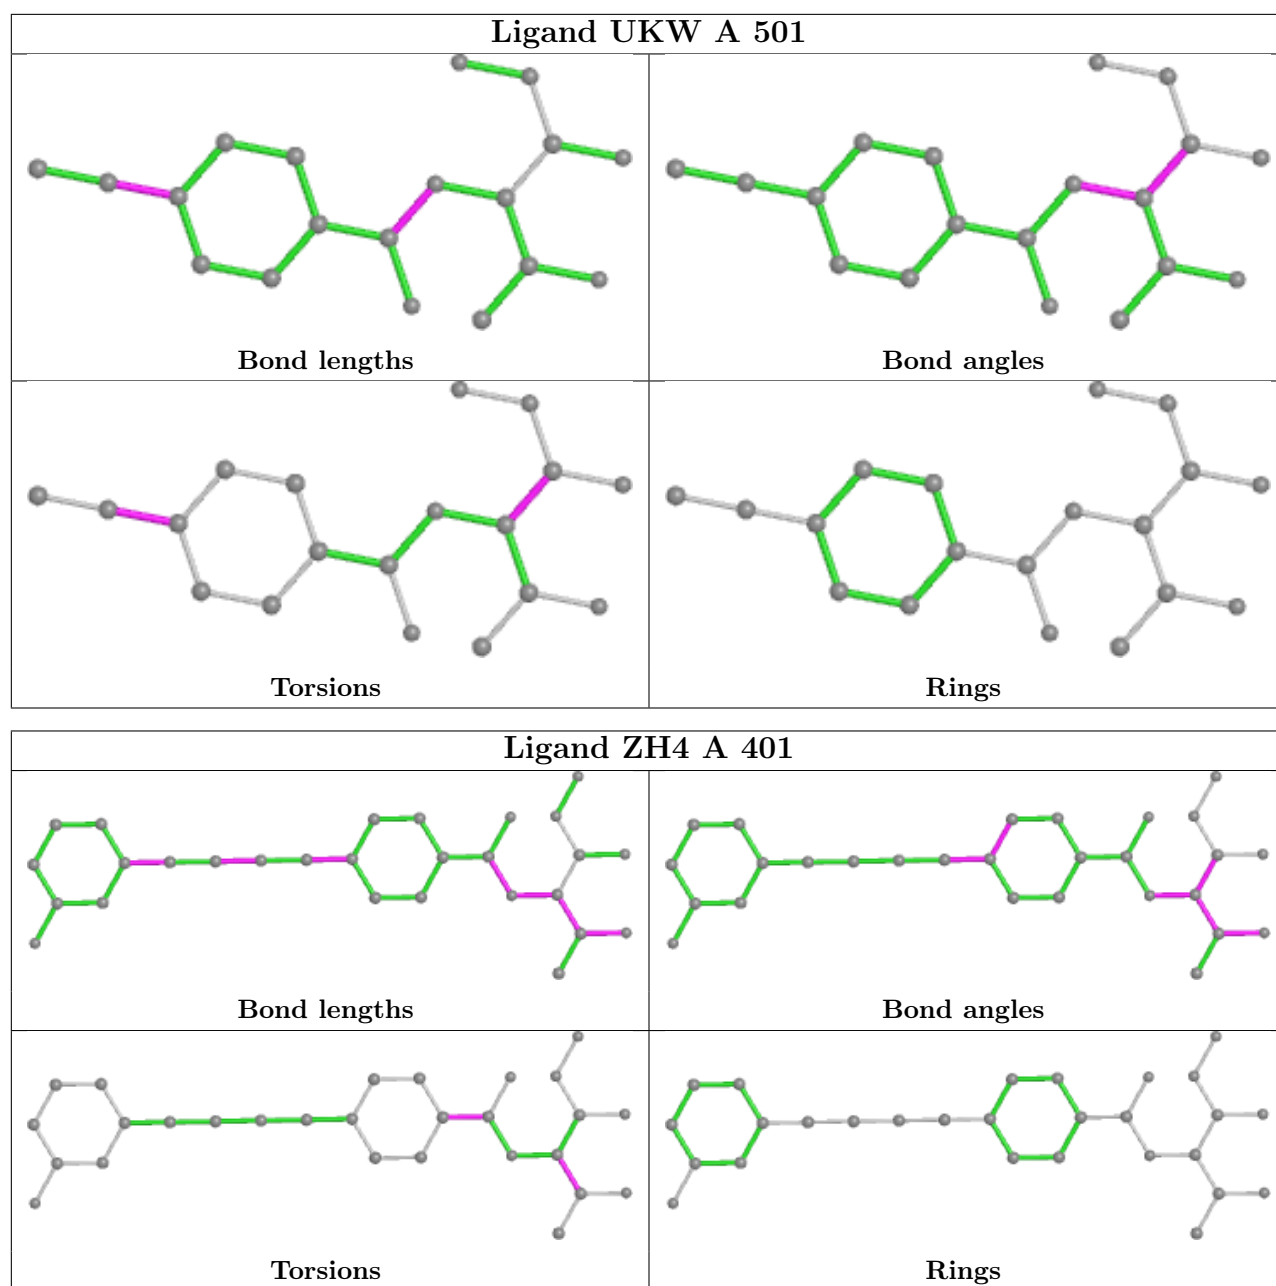 Ligand UKW A 501
Bond lengths
Bond angles
Torsions
Rings
Ligand ZH4 A 401
Bond lengths
Bond angles
Torsions
Rings